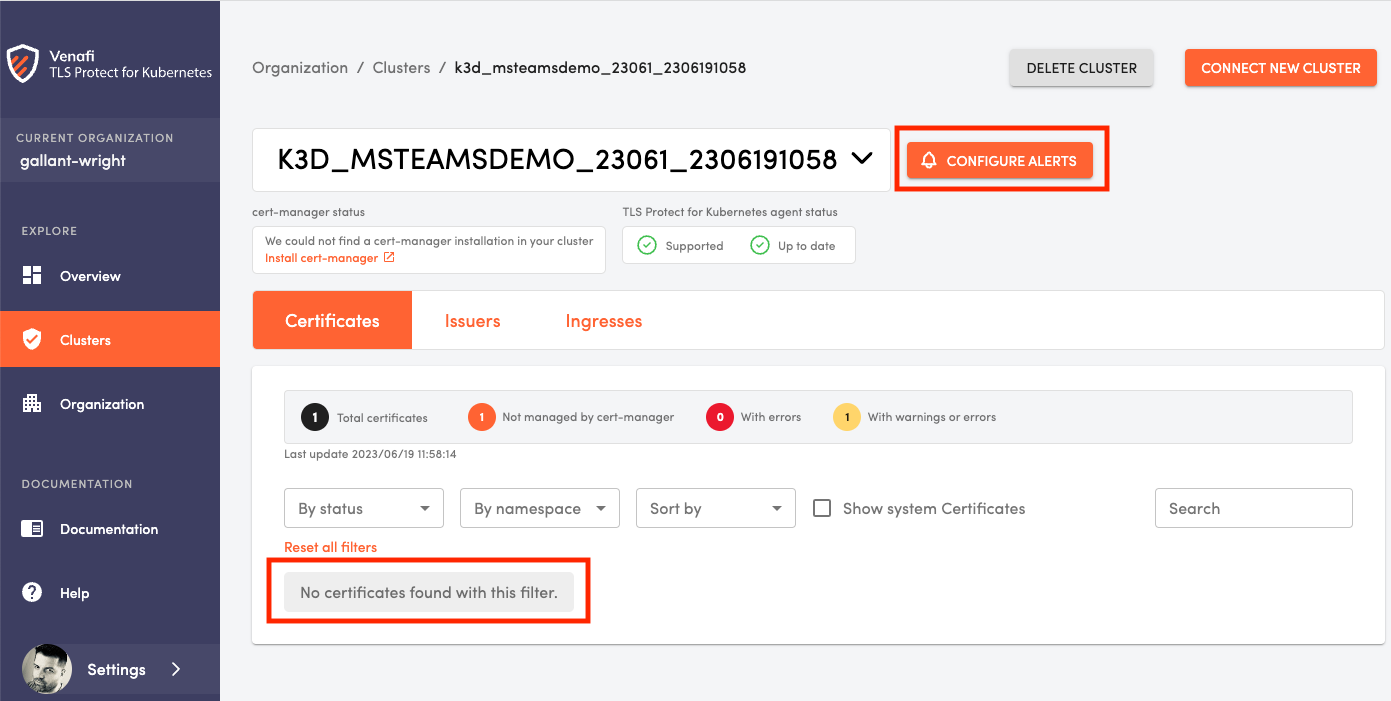 Venafi
TLS Protect for Kubernetes
CURRENT ORGANIZATION
gallant-wright
EXPLORE
Overview
Clusters
Organization
DOCUMENTATION
Documentation
Help
Settings
Organization / Clusters / k3d_msteamsdemo_23061_2306191058
DELETE CLUSTER
CONNECT NEW CLUSTER
K3D_MSTEAMSDEMO_23061_2306191058
CONFIGURE ALERTS
cert-manager status
We could not find a cert-manager installation in your cluster
Install cert-manager
TLS Protect for Kubernetes agent status
Supported
Up to date
Certificates
Issuers
Ingresses
1 Total certificates
1 Not managed by cert-manager
0 With errors
1 With warnings or errors
Last update 2023/06/19 11:58:14
By status
By namespace
Sort by
Show system Certificates
Search
Reset all filters
No certificates found with this filter.